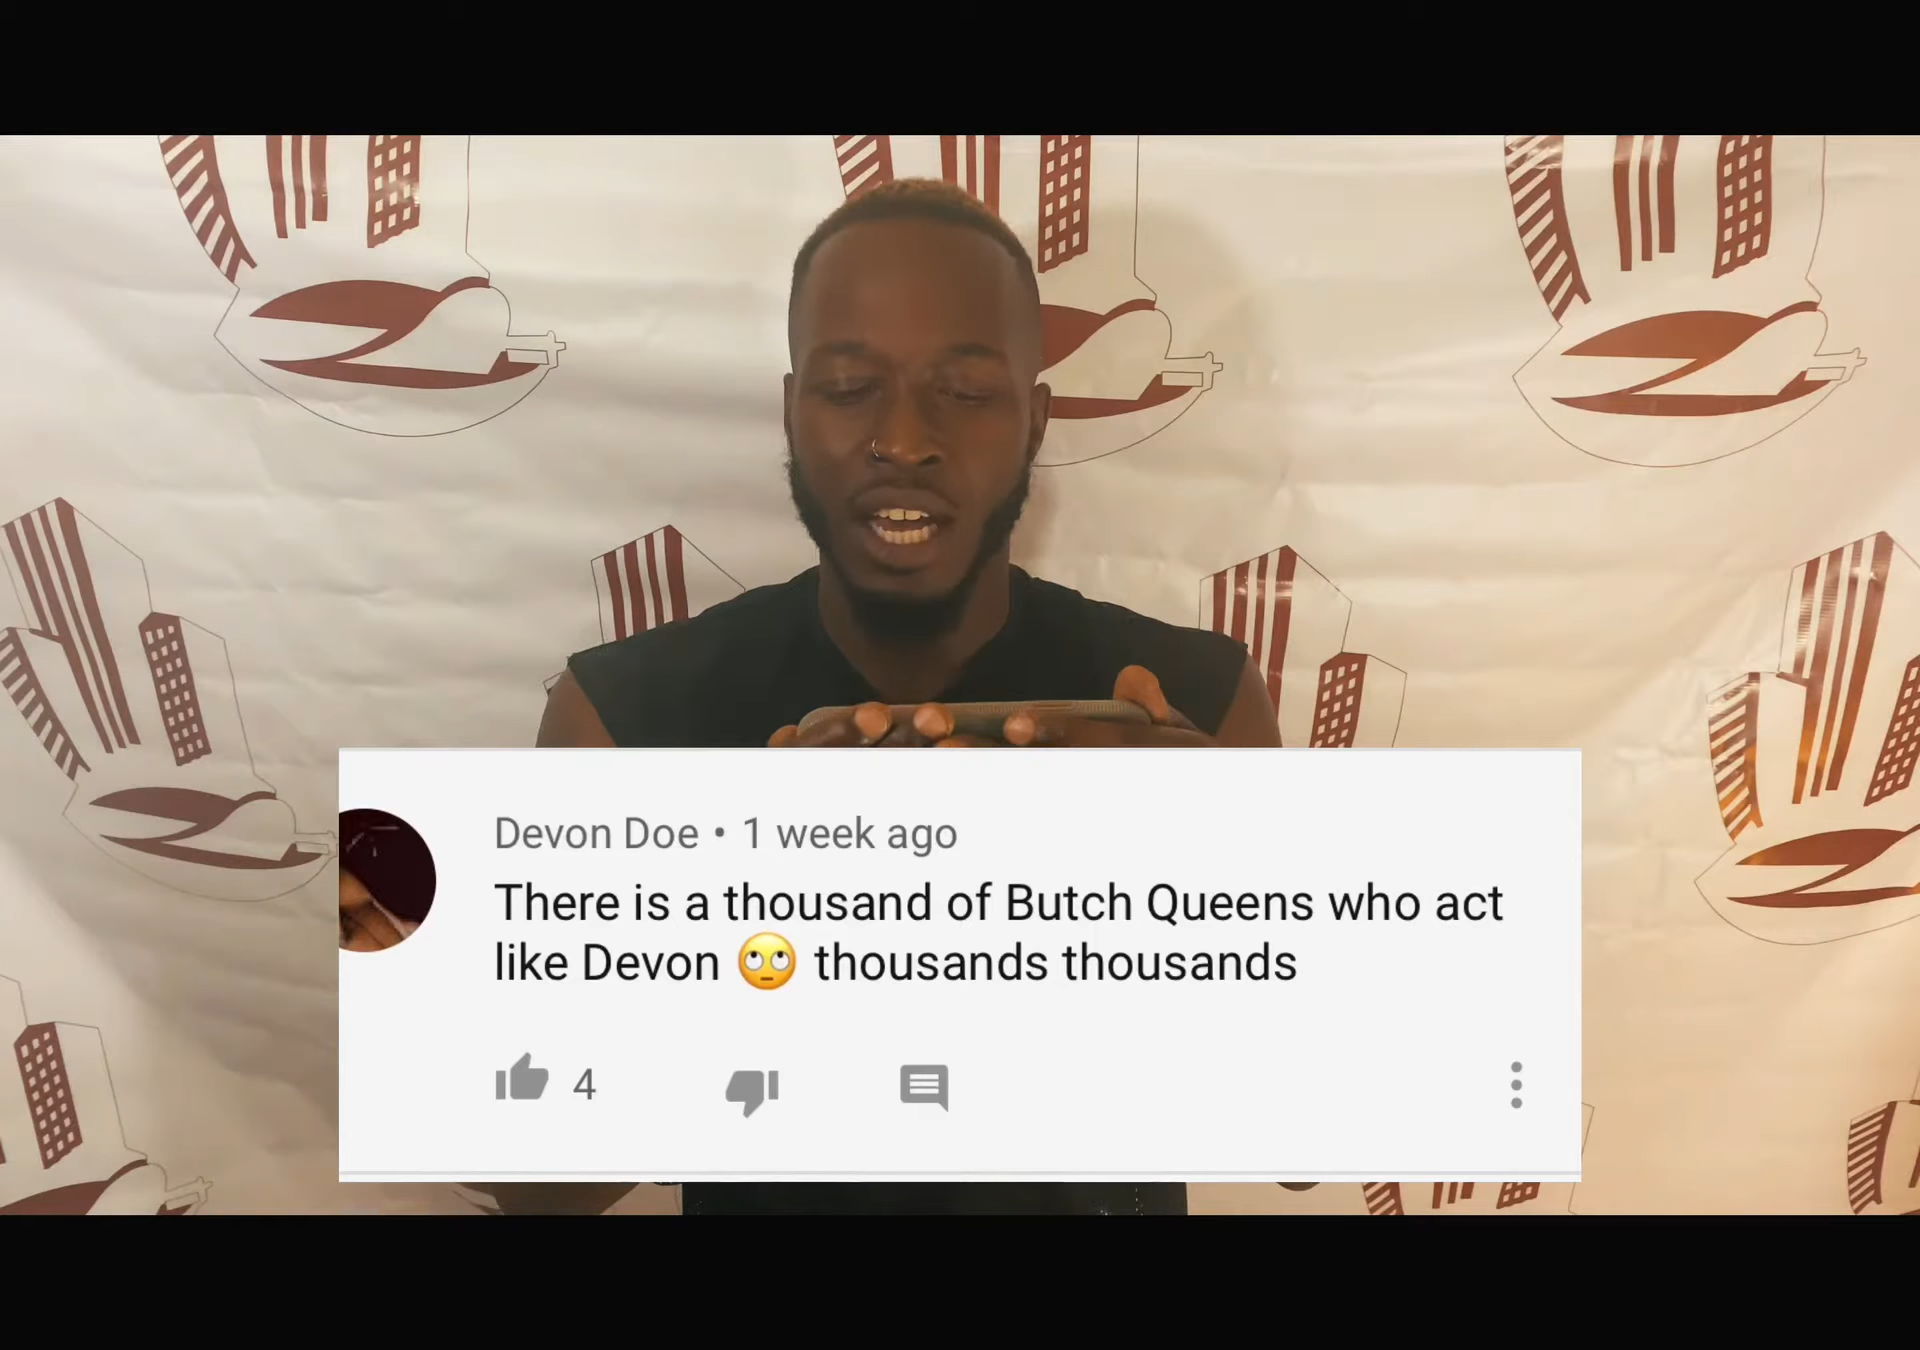 Devon Doe • 1 week ago
There is a thousand of Butch Queens who act
like Devon 🙄 thousands thousands
4